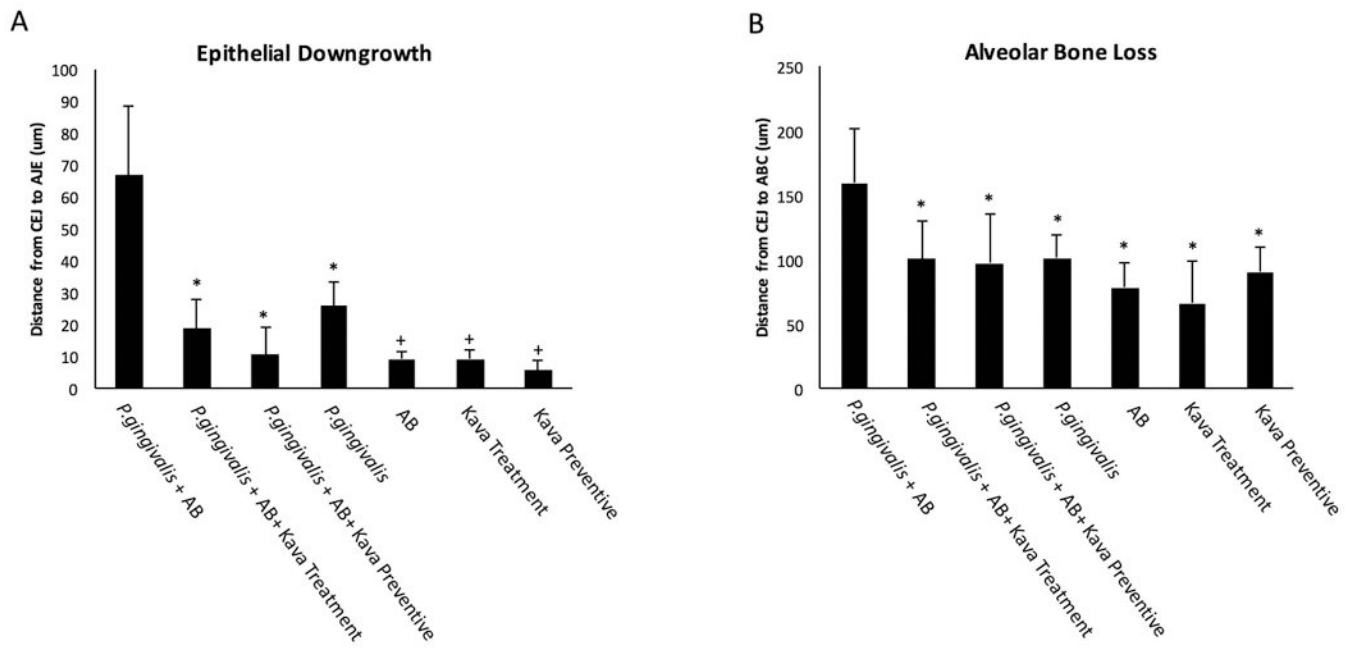 A
Epithelial Downgrowth
Distance from CEJ to AJE (um)
100
90
80
70
60
50
40
30
20
10
0
*
*
*
+
+
+
P.gingivalis + AB
P.gingivalis + AB+ Kava Treatment
P.gingivalis + AB+ Kava Preventive
P.gingivalis
AB
Kava Treatment
Kava Preventive
B
Alveolar Bone Loss
Distance from CEJ to ABC (um)
250
200
150
100
50
0
*
*
*
*
*
*
P.gingivalis + AB
P.gingivalis + AB+ Kava Treatment
P.gingivalis + AB+ Kava Preventive
P.gingivalis
AB
Kava Treatment
Kava Preventive